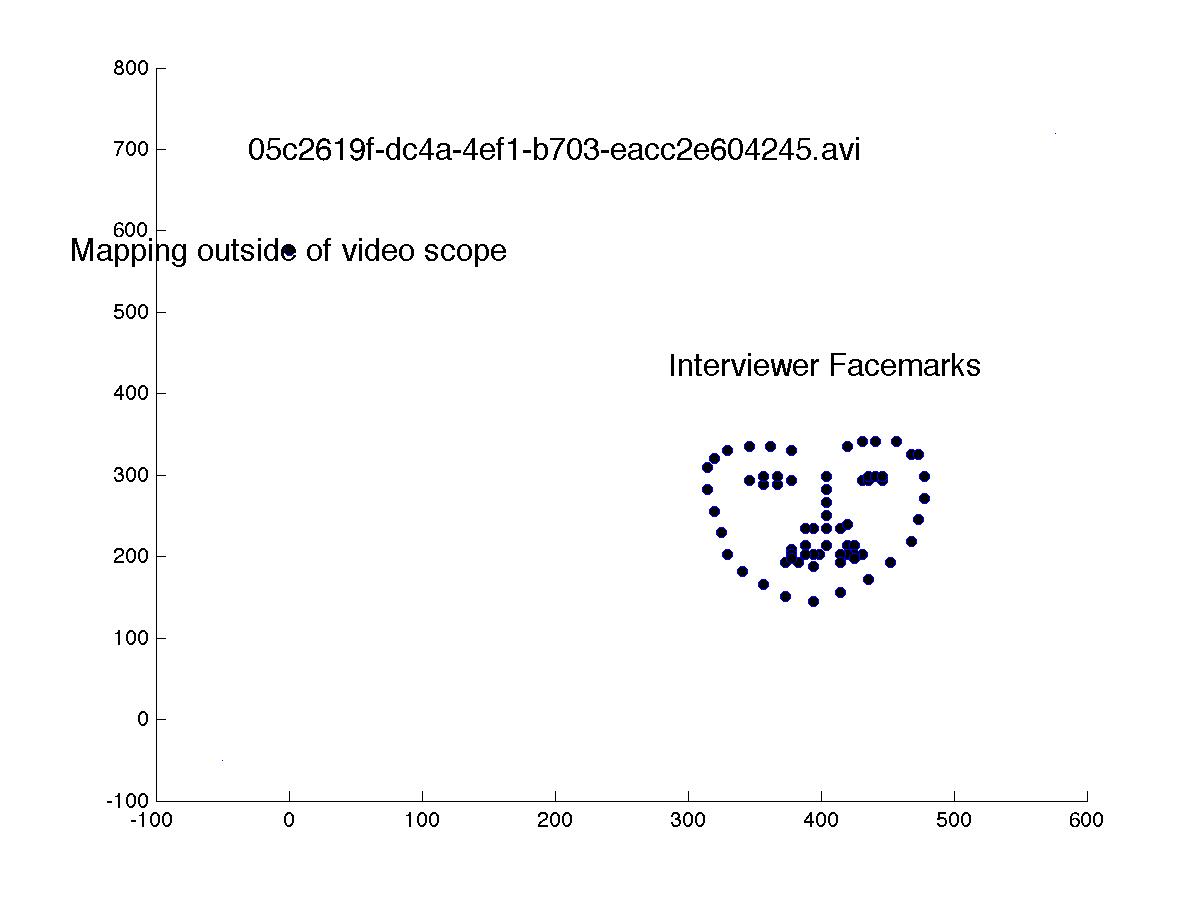 800
700
05c2619f-dc4a-4ef1-b703-eacc2e604245.avi
600
Mapping outside of video scope
500
Interviewer Facemarks
400
300
200
100
0
-100
-100 0 100 200 300 400 500 600